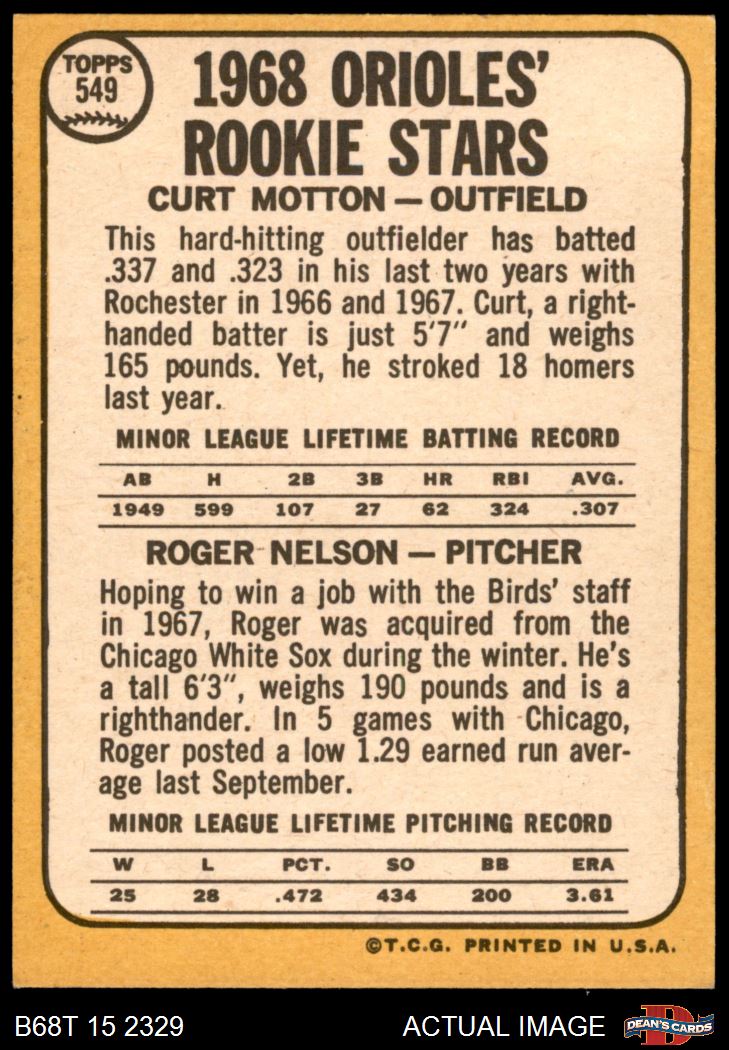 TOPPS
549
1968 ORIOLES'
ROOKIE STARS
CURT MOTTON — OUTFIELD
This hard-hitting outfielder has batted
.337 and .323 in his last two years with
Rochester in 1966 and 1967. Curt, a right-
handed batter is just 5'7" and weighs
165 pounds. Yet, he stroked 18 homers
last year.
MINOR LEAGUE LIFETIME BATTING RECORD
AB H 2B 3B HR RBI AVG.
1949 599 107 27 62 324 .307
ROGER NELSON — PITCHER
Hoping to win a job with the Birds' staff
in 1967, Roger was acquired from the
Chicago White Sox during the winter. He's
a tall 6'3", weighs 190 pounds and is a
righthander. In 5 games with Chicago,
Roger posted a low 1.29 earned run aver-
age last September.
MINOR LEAGUE LIFETIME PITCHING RECORD
W L PCT. SO BB ERA
25 28 .472 434 200 3.61
©T.C.G. PRINTED IN U.S.A.
B68T 15 2329 ACTUAL IMAGE DEAN'S CARDS